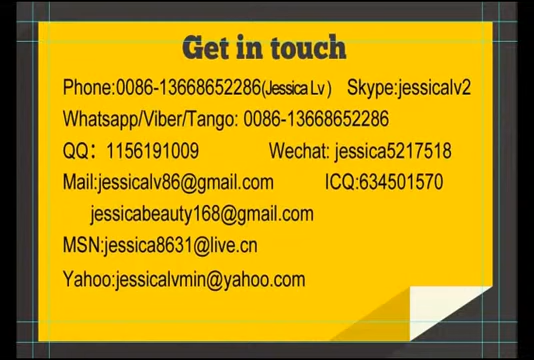 Get in touch
Phone:0086-13668652286(Jessica Lv ) Skype:jessicalv2
Whatsapp/Viber/Tango: 0086-13668652286
QQ：1156191009 Wechat: jessica5217518
Mail:jessicalv86@gmail.com ICQ:634501570
jessicabeauty168@gmail.com
MSN:jessica8631@live.cn
Yahoo:jessicalvmin@yahoo.com